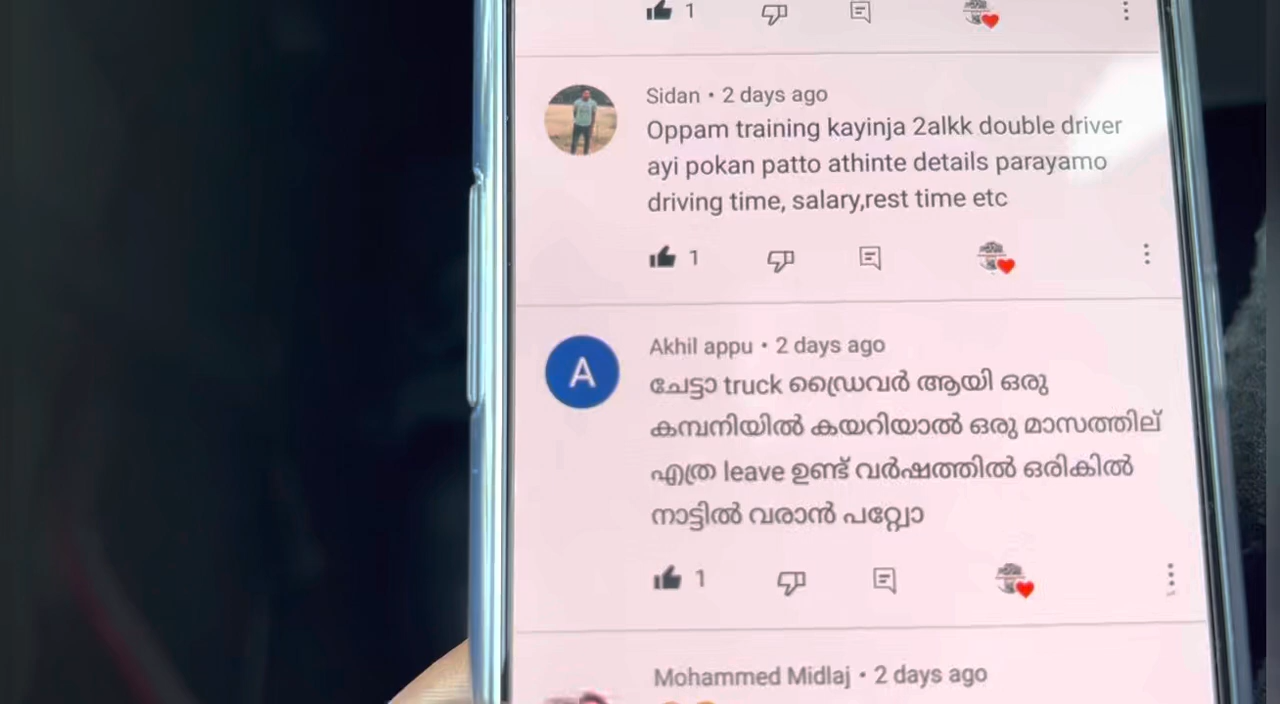 1
Sidan • 2 days ago
Oppam training kayinja 2alkk double driver
ayi pokan patto athinte details parayamo
driving time, salary,rest time etc
1
A
Akhil appu • 2 days ago
ചേട്ടാ truck ഡ്രൈവർ ആയി ഒരു
കമ്പനിയിൽ കയറിയാൽ ഒരു മാസത്തില്
എത്ര leave ഉണ്ട് വർഷത്തിൽ ഒരികിൽ
നാട്ടിൽ വരാൻ പറ്റ്വോ
1
Mohammed Midlaj • 2 days ago